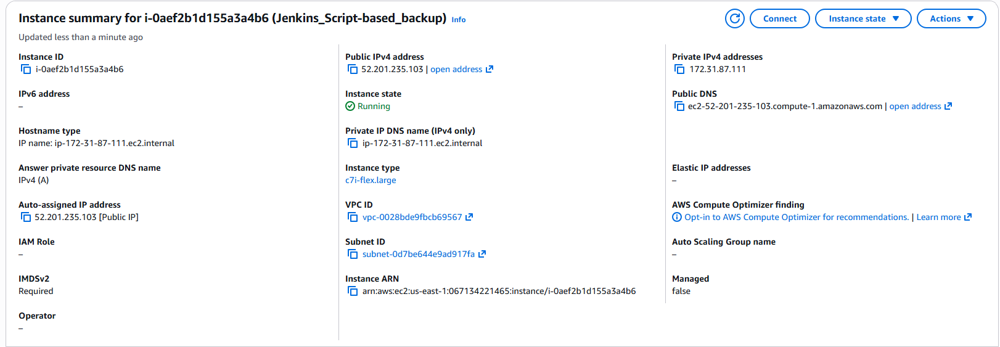 Instance summary for i-0aef2b1d155a3a4b6 (Jenkins_Script-based_backup) Info
Connect
Instance state
Actions
Updated less than a minute ago
Instance ID
i-0aef2b1d155a3a4b6
Public IPv4 address
52.201.235.103 | open address
Private IPv4 addresses
172.31.87.111
IPv6 address
–
Instance state
Running
Public DNS
ec2-52-201-235-103.compute-1.amazonaws.com | open address
Hostname type
IP name: ip-172-31-87-111.ec2.internal
Private IP DNS name (IPv4 only)
ip-172-31-87-111.ec2.internal
Answer private resource DNS name
IPv4 (A)
Instance type
c7i-flex.large
Elastic IP addresses
–
Auto-assigned IP address
52.201.235.103 [Public IP]
VPC ID
vpc-0028bde9fbcb69567
AWS Compute Optimizer finding
Opt-in to AWS Compute Optimizer for recommendations. | Learn more
IAM Role
–
Subnet ID
subnet-0d7be644e9ad917fa
Auto Scaling Group name
–
IMDSv2
Required
Instance ARN
arn:aws:ec2:us-east-1:067134221465:instance/i-0aef2b1d155a3a4b6
Managed
false
Operator
–